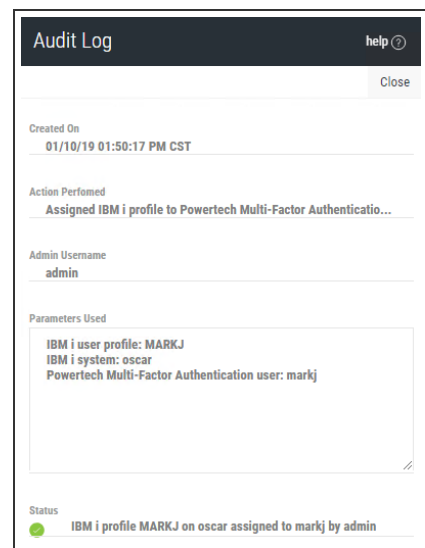 Audit Log
help ?
Close
Created On
01/10/19 01:50:17 PM CST
Action Perfomed
Assigned IBM i profile to Powertech Multi-Factor Authenticatio...
Admin Username
admin
Parameters Used
IBM i user profile: MARKJ
IBM i system: oscar
Powertech Multi-Factor Authentication user: markj
Status
IBM i profile MARKJ on oscar assigned to markj by admin